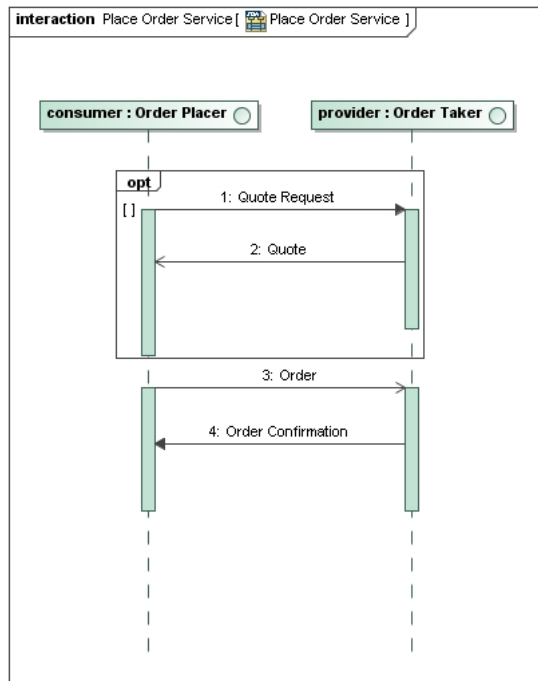 interaction Place Order Service [ Place Order Service ]
consumer : Order Placer
provider : Order Taker
opt
[ ]
1: Quote Request
2: Quote
3: Order
4: Order Confirmation